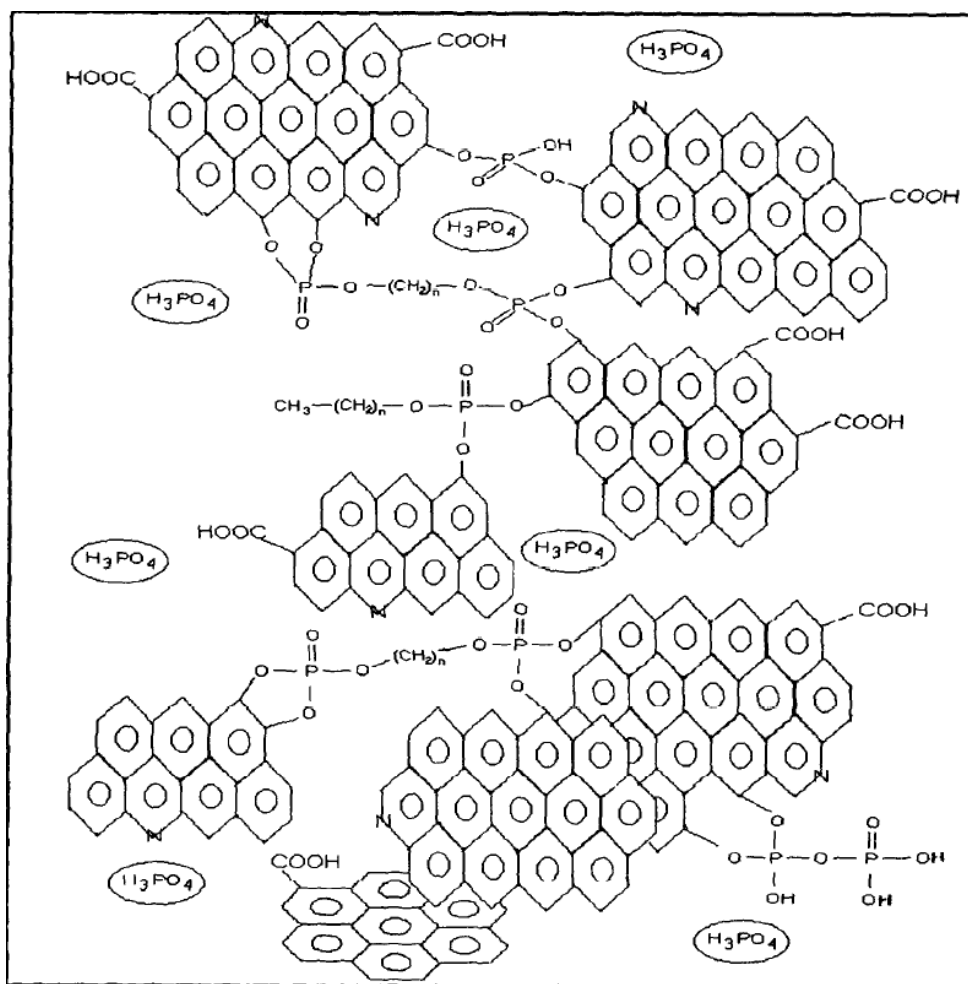 N
COOH
H₃PO₄
HOOC
N
O P OH
O O
COOH
N
H₃PO₄
O O
H₃PO₄
P O (CH₂)ₙ O P O
O O O
N
COOH
O
CH₃ (CH₂)ₙ O P O
O
COOH
HOOC
H₃PO₄
H₃PO₄
N
COOH
O O
O P O (CH₂)ₙ O P O
O O
N
N
N
O O
O P O P OH
OH OH
COOH
H₃PO₄
H₃PO₄